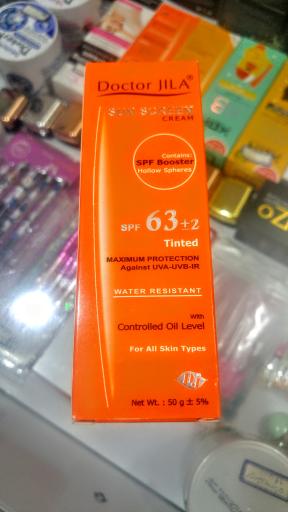 Doctor JILA®
SUN SCREEN
CREAM
Contains:
SPF Booster
Hollow Spheres
SPF 63±2
Tinted
MAXIMUM PROTECTION
Against UVA-UVB-IR
WATER RESISTANT
With
Controlled Oil Level
For All Skin Types
Net Wt. : 50 g ± 5%